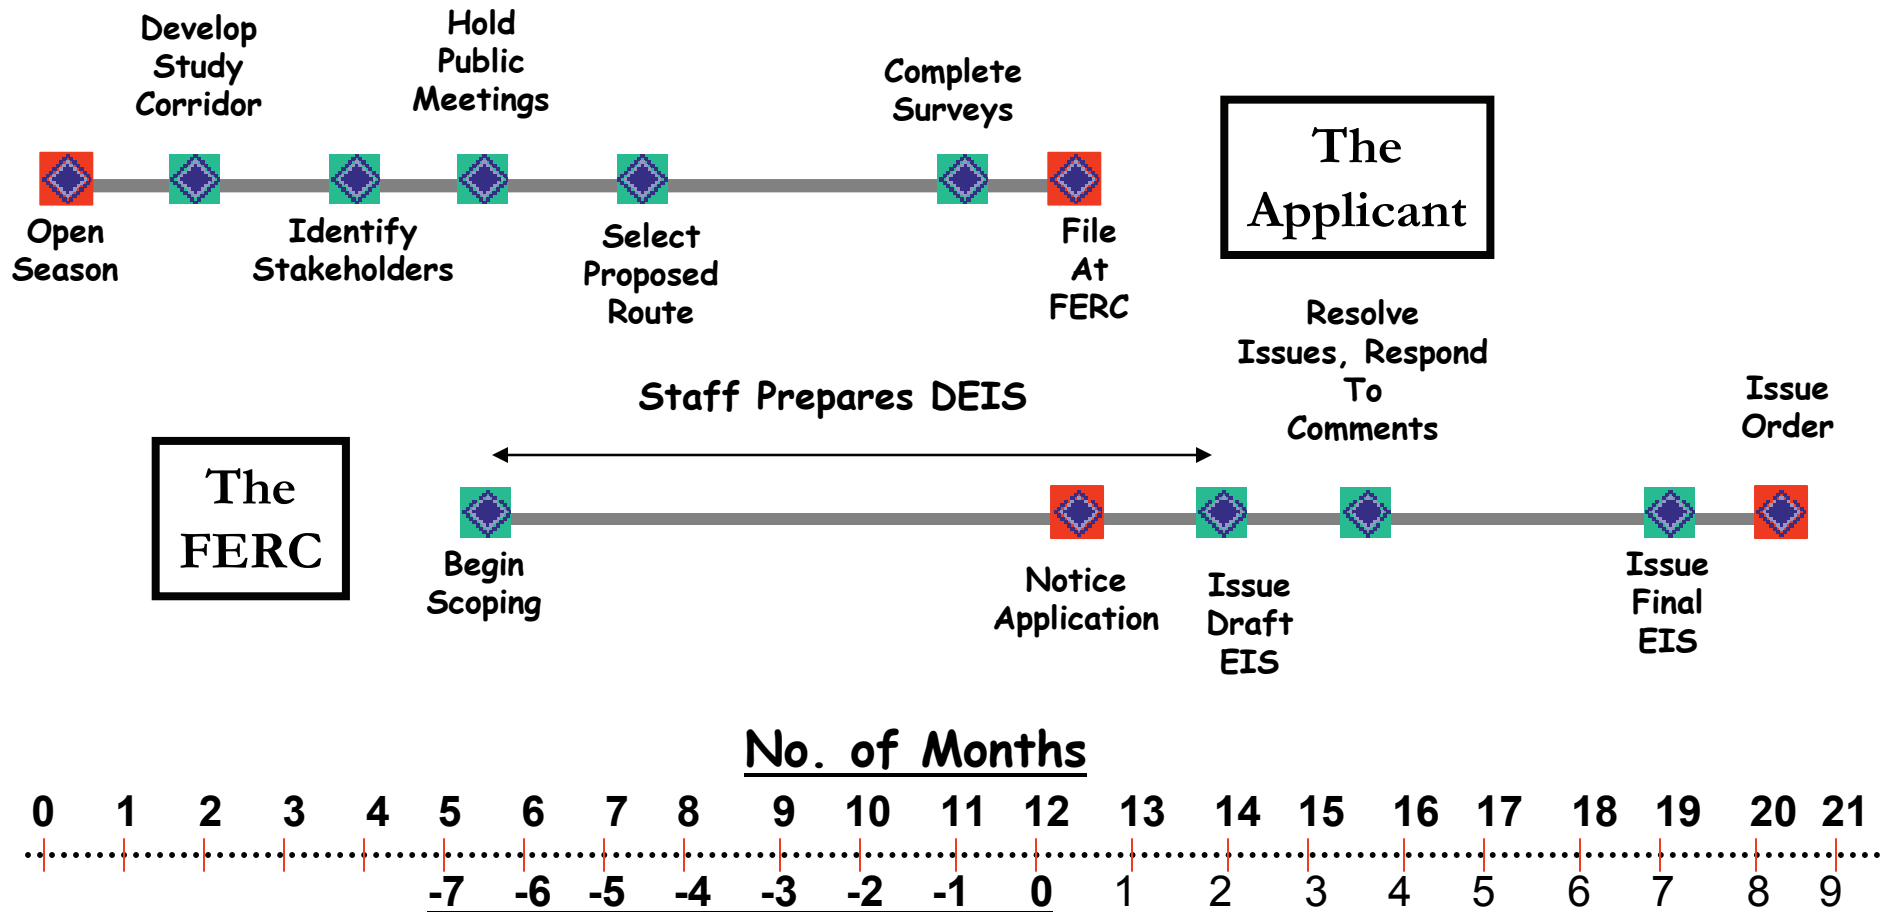 Develop
Study
Corridor
Hold
Public
Meetings
Complete
Surveys
The
Applicant
Open
Season
Identify
Stakeholders
Select
Proposed
Route
File
At
FERC
Resolve
Issues, Respond
To
Comments
Staff Prepares DEIS
Issue
Order
The
FERC
Begin
Scoping
Notice
Application
Issue
Draft
EIS
Issue
Final
EIS
No. of Months
0 1 2 3 4 5 6 7 8 9 10 11 12 13 14 15 16 17 18 19 20 21
-7 -6 -5 -4 -3 -2 -1 0 1 2 3 4 5 6 7 8 9